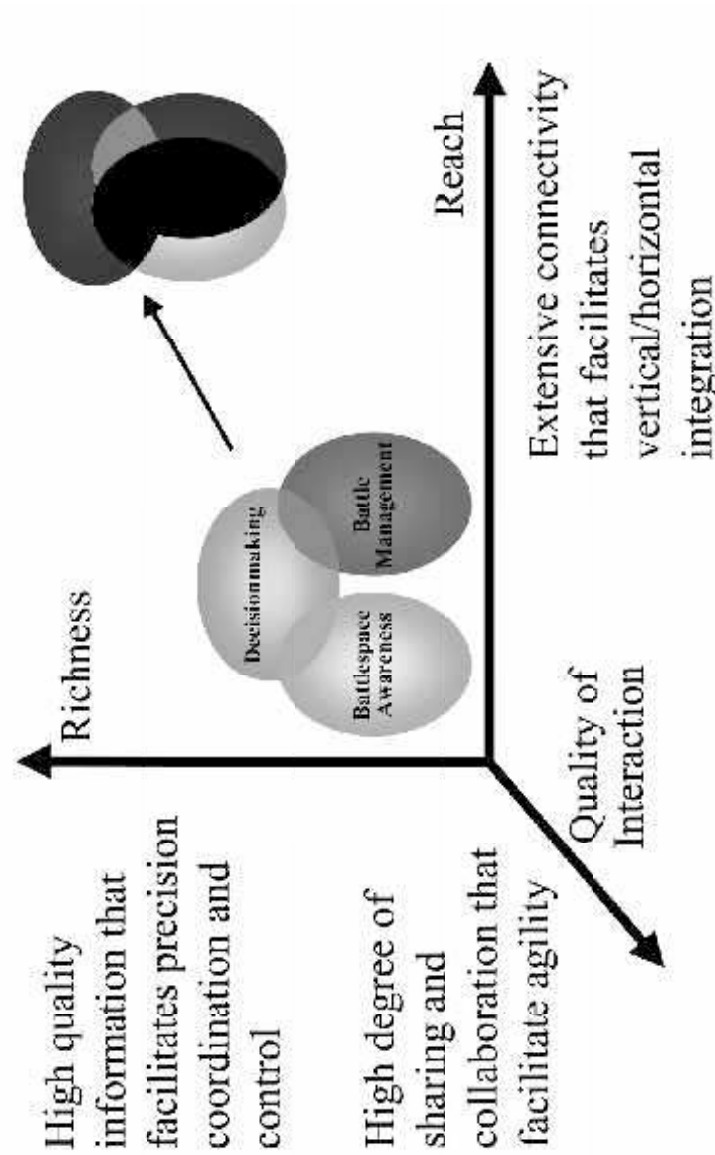 Richness
High quality
information that
facilitates precision
coordination and
control
Decisionmaking
Battlespace
Awareness
Battle
Management
High degree of
sharing and
collaboration that
facilitate agility
Quality of
Interaction
Reach
Extensive connectivity
that facilitates
vertical/horizontal
integration